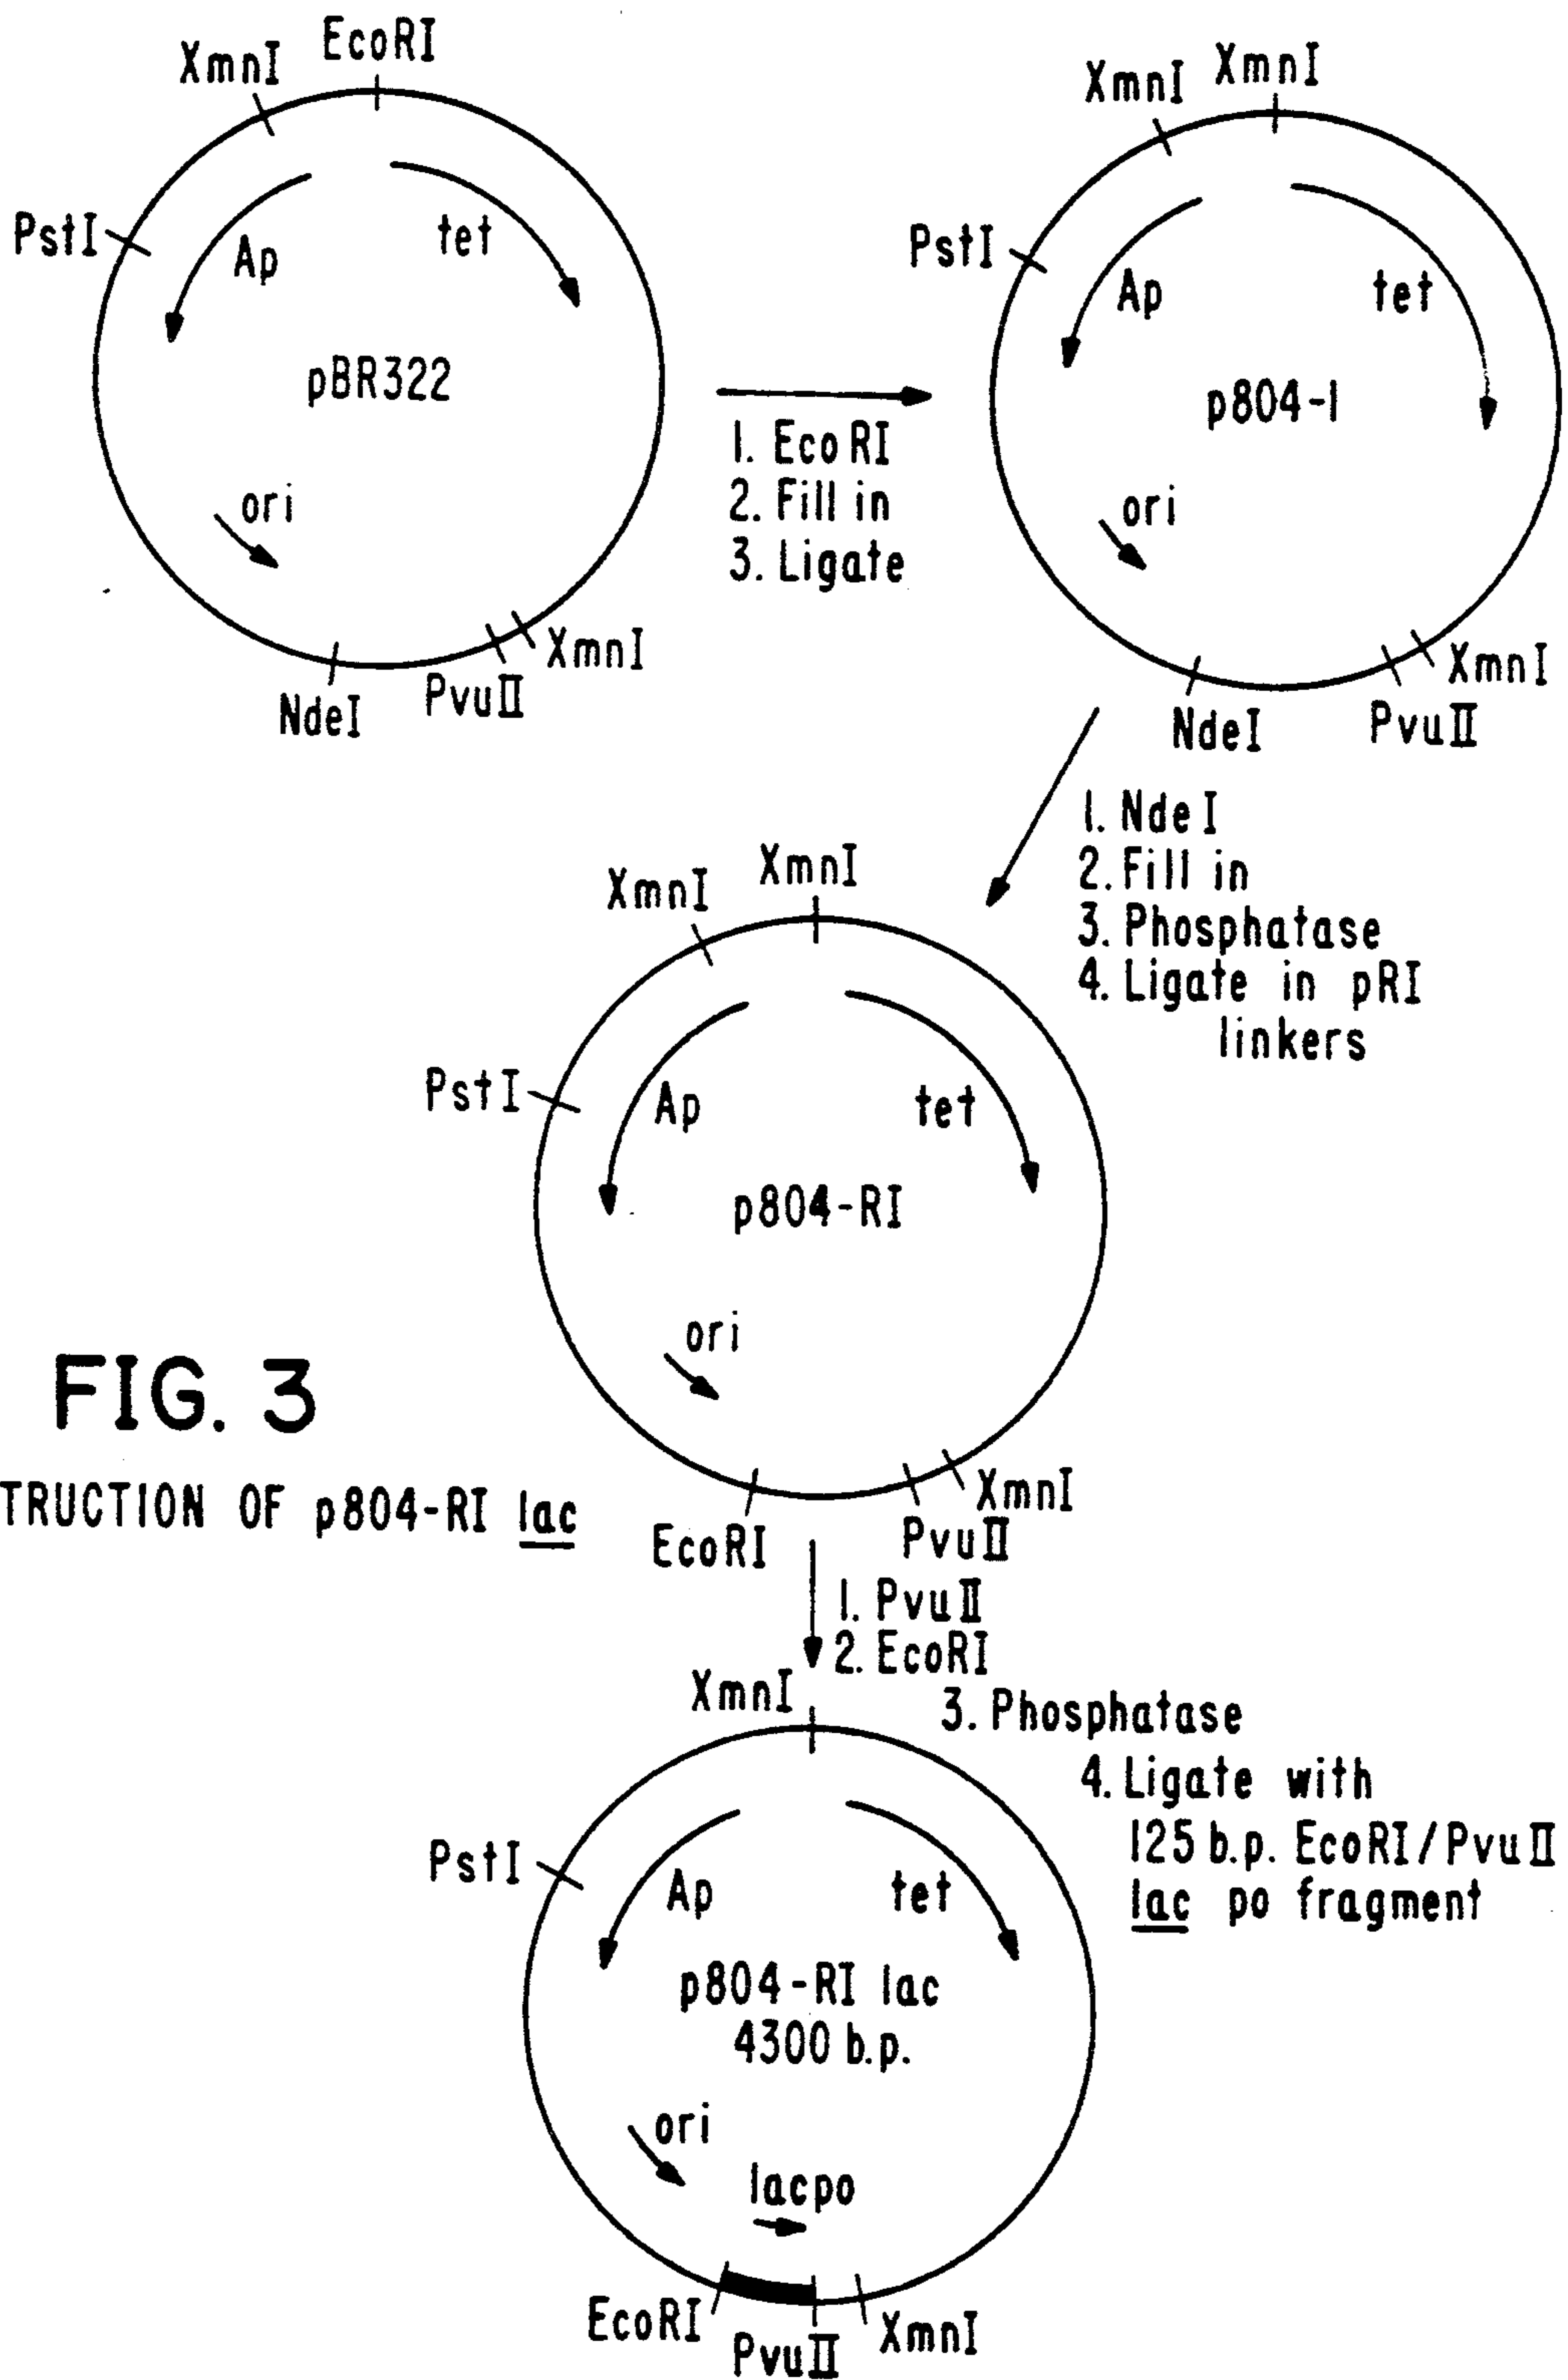 XmnI
EcoRI
PstI
Ap
tet
pBR322
ori
NdeI
PvuII
XmnI
1. EcoRI
2. Fill in
3. Ligate
XmnI
XmnI
PstI
Ap
tet
p804-1
ori
NdeI
PvuII
XmnI
1. NdeI
2. Fill in
3. Phosphatase
4. Ligate in pRI
linkers
XmnI
XmnI
PstI
Ap
tet
p804-RI
ori
EcoRI
PvuII
XmnI
FIG. 3
TRUCTION OF p804-RI lac
1. PvuII
2. EcoRI
3. Phosphatase
4. Ligate with
125 b.p. EcoRI/PvuII
lac po fragment
XmnI
PstI
Ap
tet
p804-RI lac
4300 b.p.
ori
lacpo
EcoRI
PvuII
XmnI